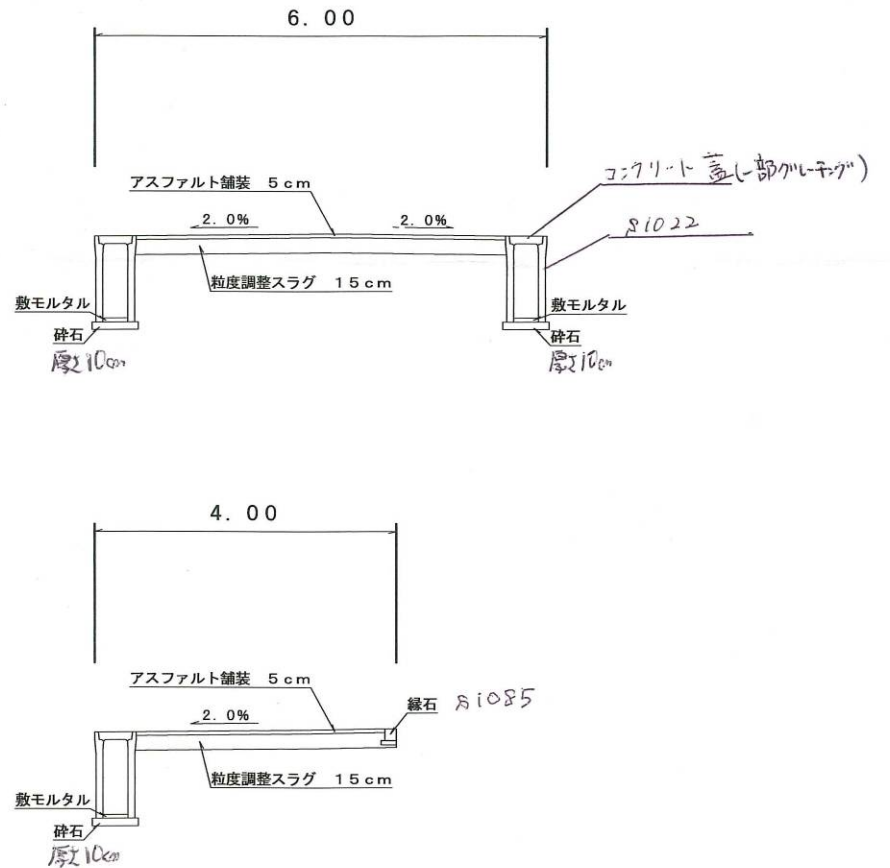 6.00
アスファルト舗装 5cm
コンクリート蓋(一部グレーチング)
2.0%
2.0%
S1022
粒度調整スラグ 15cm
敷モルタル
敷モルタル
砕石
砕石
厚さ10cm
厚さ10cm
4.00
アスファルト舗装 5cm
縁石 S1085
2.0%
粒度調整スラグ 15cm
敷モルタル
砕石
厚さ10cm